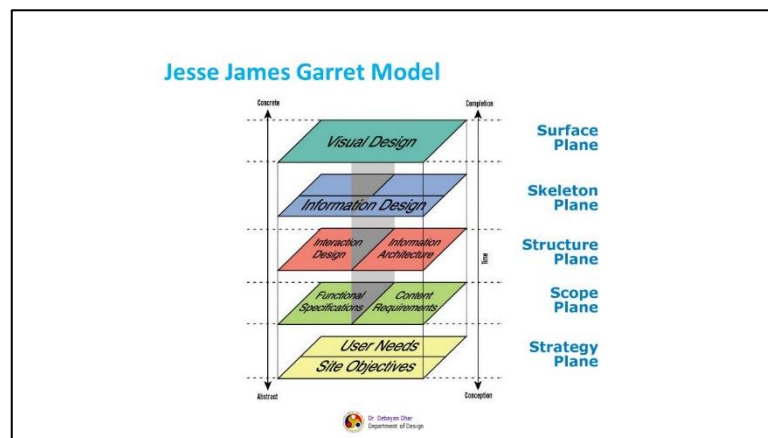 Jesse James Garret Model
Concrete
Completion
Visual Design
Surface
Plane
Information Design
Skeleton
Plane
Interaction
Design
Information
Architecture
Structure
Plane
Time
Functional
Specifications
Content
Requirements
Scope
Plane
User Needs
Site Objectives
Strategy
Plane
Abstract
Conception
Dr. Debayan Dhar
Department of Design